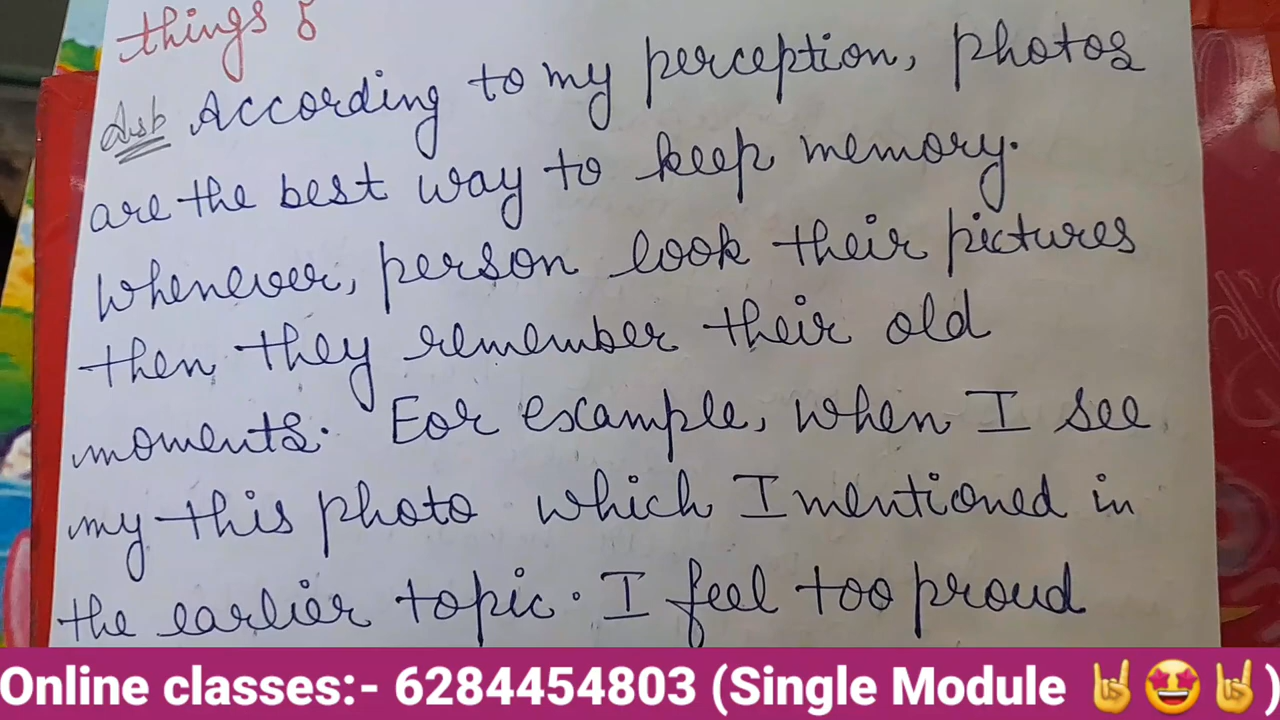 things 5
Ans:- According to my perception, photos
are the best way to keep memory.
Whenever, person look their pictures
then they remember their old
moments. For example, when I see
my this photo which I mentioned in
the earlier topic. I feel too proud
Online classes:- 6284454803 (Single Module 🤘🤩🤘)